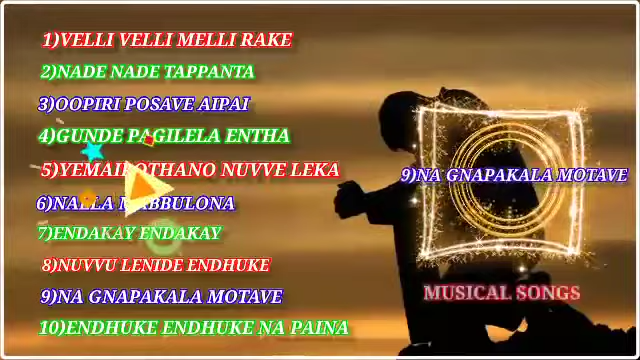 1)VELLI VELLI MELLI RAKE
2)NADE NADE TAPPANTA
3)OOPIRI POSAVE AIPAI
4)GUNDE PAGILELA ENTHA
NUVVE LEKA
6)
7)ENDAKAY ENDAKAY
8)NUVVU LENIDE ENDHUKE
9)NA GNAPAKALA MOTAVE
10)ENDHUKE ENDHUKE NA PAINA
9)NA GNAPAKALA MOTAVE
MUSICAL SONGS